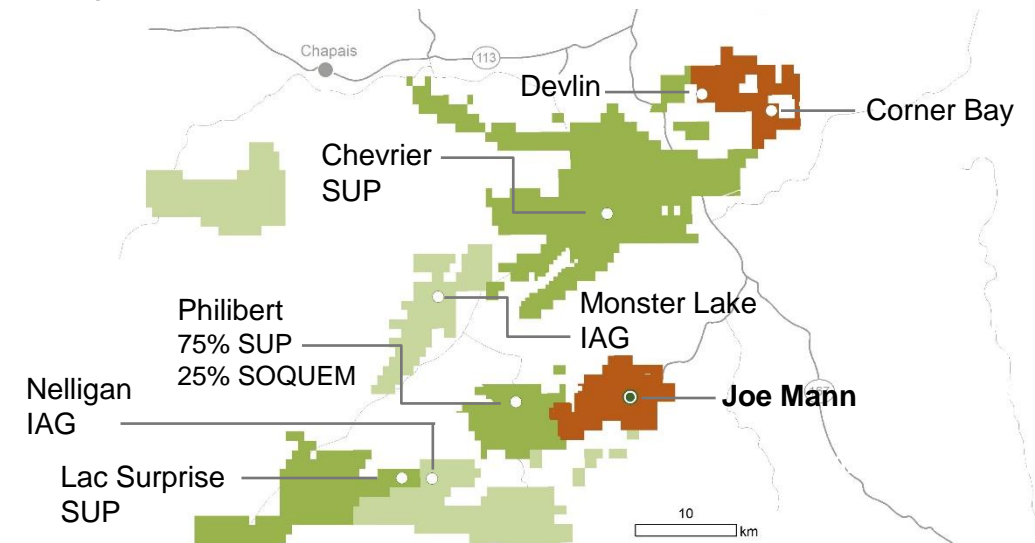 Chapais
113
Devlin
Corner Bay
Chevrier
SUP
Monster Lake
IAG
Philibert
75% SUP
25% SOQUEM
Nelligan
IAG
167
Joe Mann
Lac Surprise
SUP
10
km